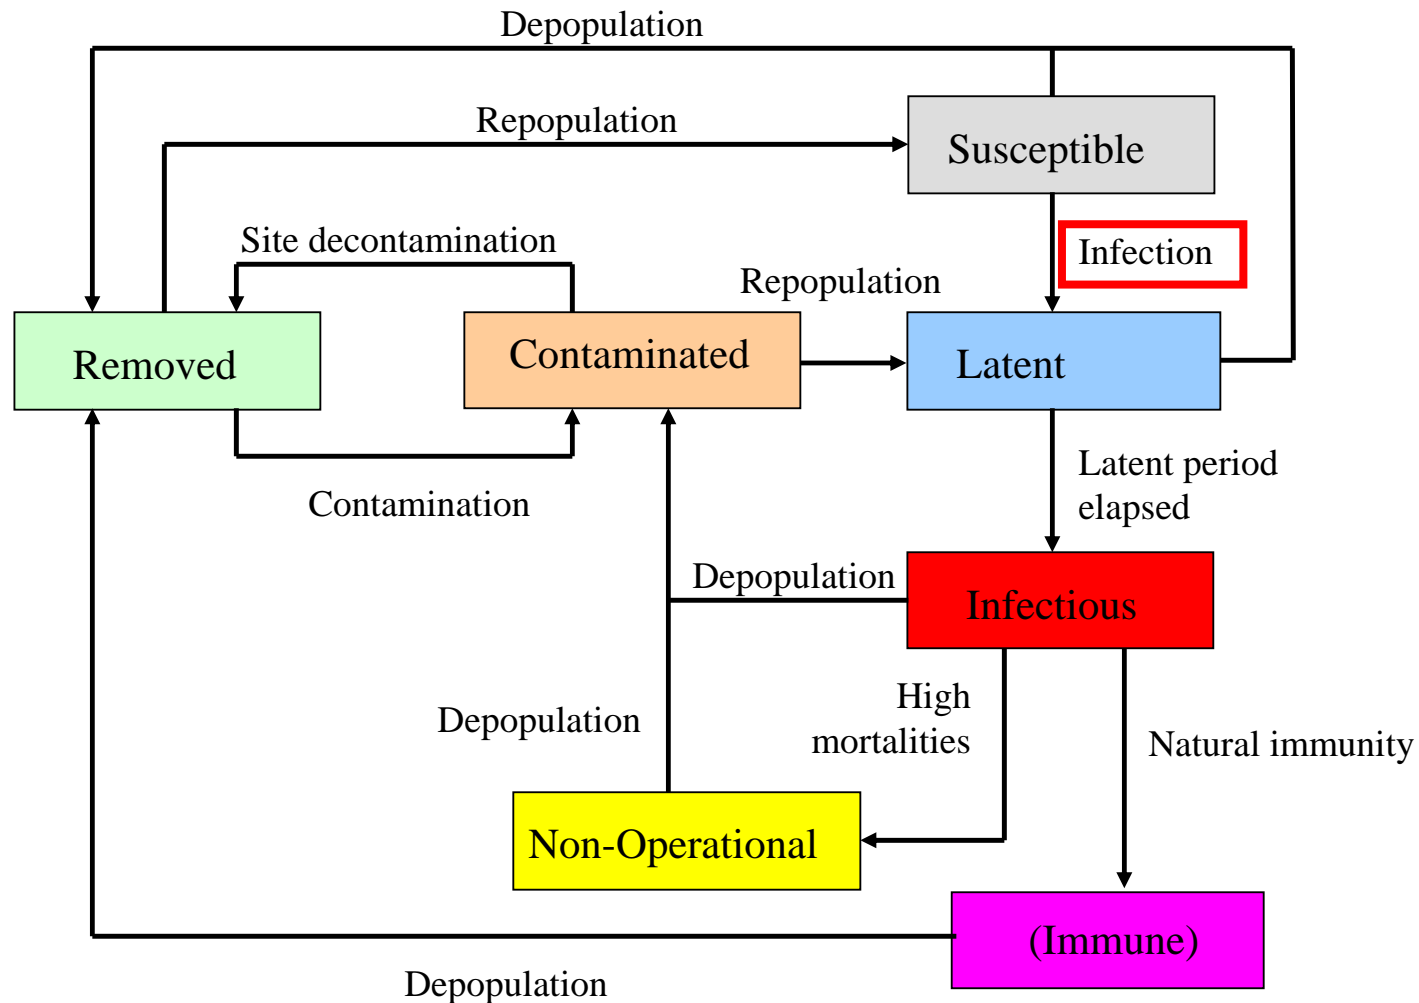 Depopulation
Repopulation
Susceptible
Site decontamination
Infection
Repopulation
Removed
Contaminated
Latent
Contamination
Latent period
elapsed
Depopulation
Infectious
Depopulation
High
mortalities
Natural immunity
Non-Operational
(Immune)
Depopulation